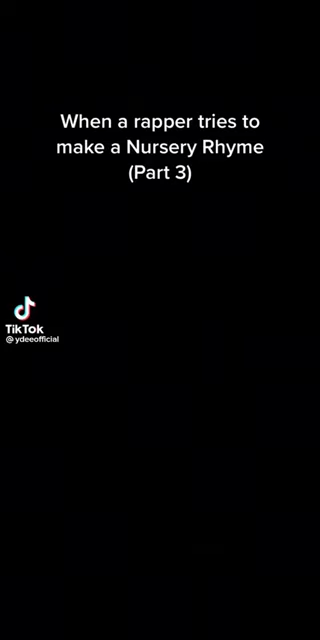 When a rapper tries to
make a Nursery Rhyme
(Part 3)
TikTok
@ydeeofficial